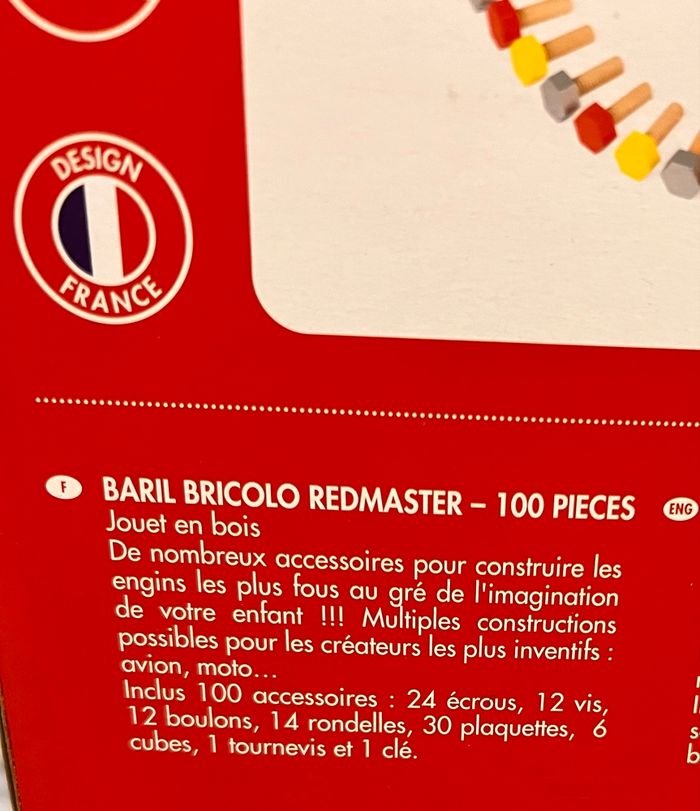 DESIGN
FRANCE
F
BARIL BRICOLO REDMASTER – 100 PIECES
ENG
Jouet en bois
De nombreux accessoires pour construire les
engins les plus fous au gré de l'imagination
de votre enfant !!! Multiples constructions
possibles pour les créateurs les plus inventifs :
avion, moto...
Inclus 100 accessoires : 24 écrous, 12 vis,
12 boulons, 14 rondelles, 30 plaquettes, 6
cubes, 1 tournevis et 1 clé.